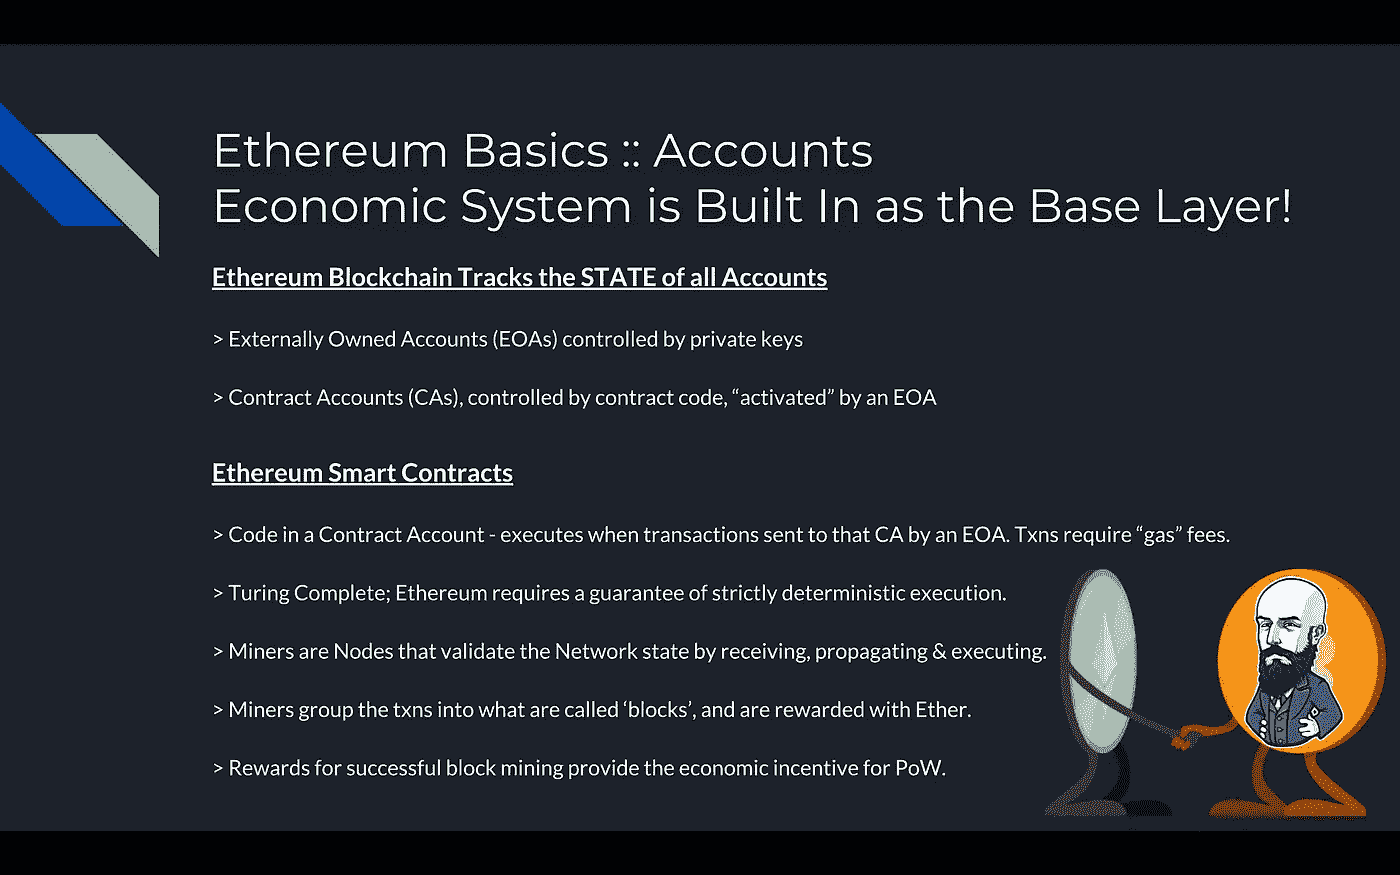 Ethereum Basics :: Accounts
Economic System is Built In as the Base Layer!
Ethereum Blockchain Tracks the STATE of all Accounts
> Externally Owned Accounts (EOAs) controlled by private keys
> Contract Accounts (CAs), controlled by contract code, “activated” by an EOA
Ethereum Smart Contracts
> Code in a Contract Account - executes when transactions sent to that CA by an EOA. Txns require “gas” fees.
> Turing Complete; Ethereum requires a guarantee of strictly deterministic execution.
> Miners are Nodes that validate the Network state by receiving, propagating & executing.
> Miners group the txns into what are called ‘blocks’, and are rewarded with Ether.
> Rewards for successful block mining provide the economic incentive for PoW.